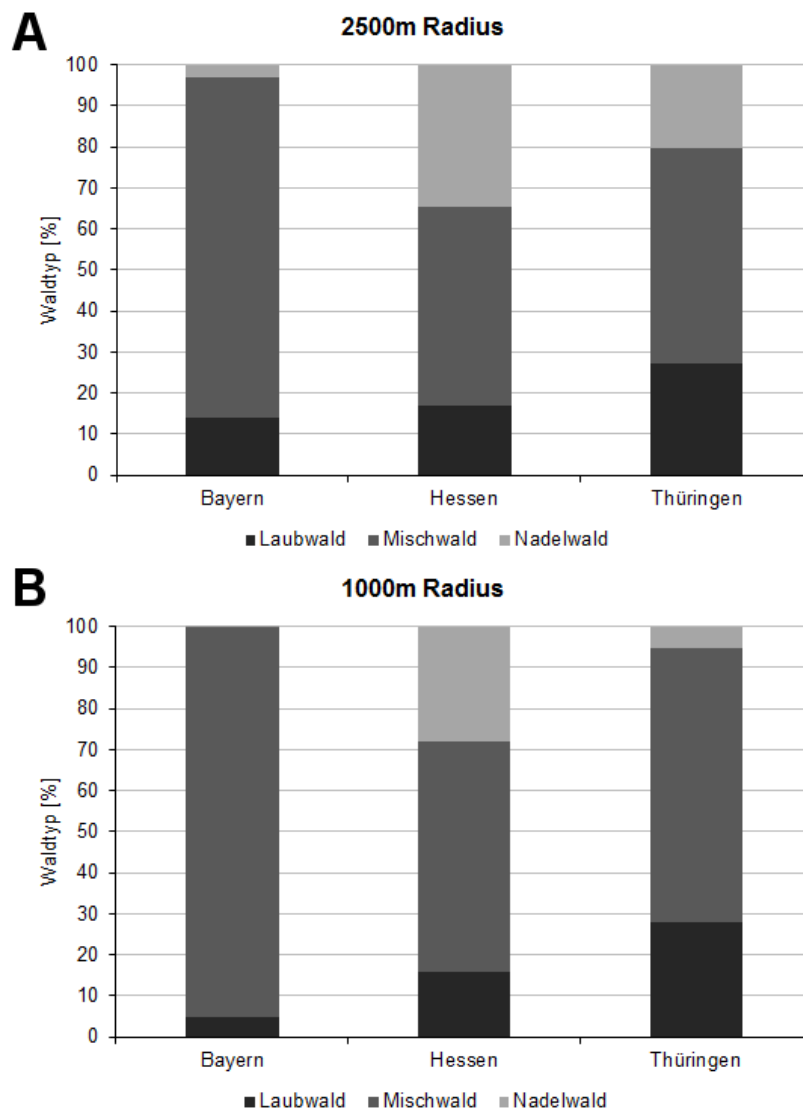 A
2500m Radius
Waldtyp [%]
100
90
80
70
60
50
40
30
20
10
0
Bayern Hessen Thüringen
Laubwald Mischwald Nadelwald
B
1000m Radius
Waldtyp [%]
100
90
80
70
60
50
40
30
20
10
0
Bayern Hessen Thüringen
Laubwald Mischwald Nadelwald